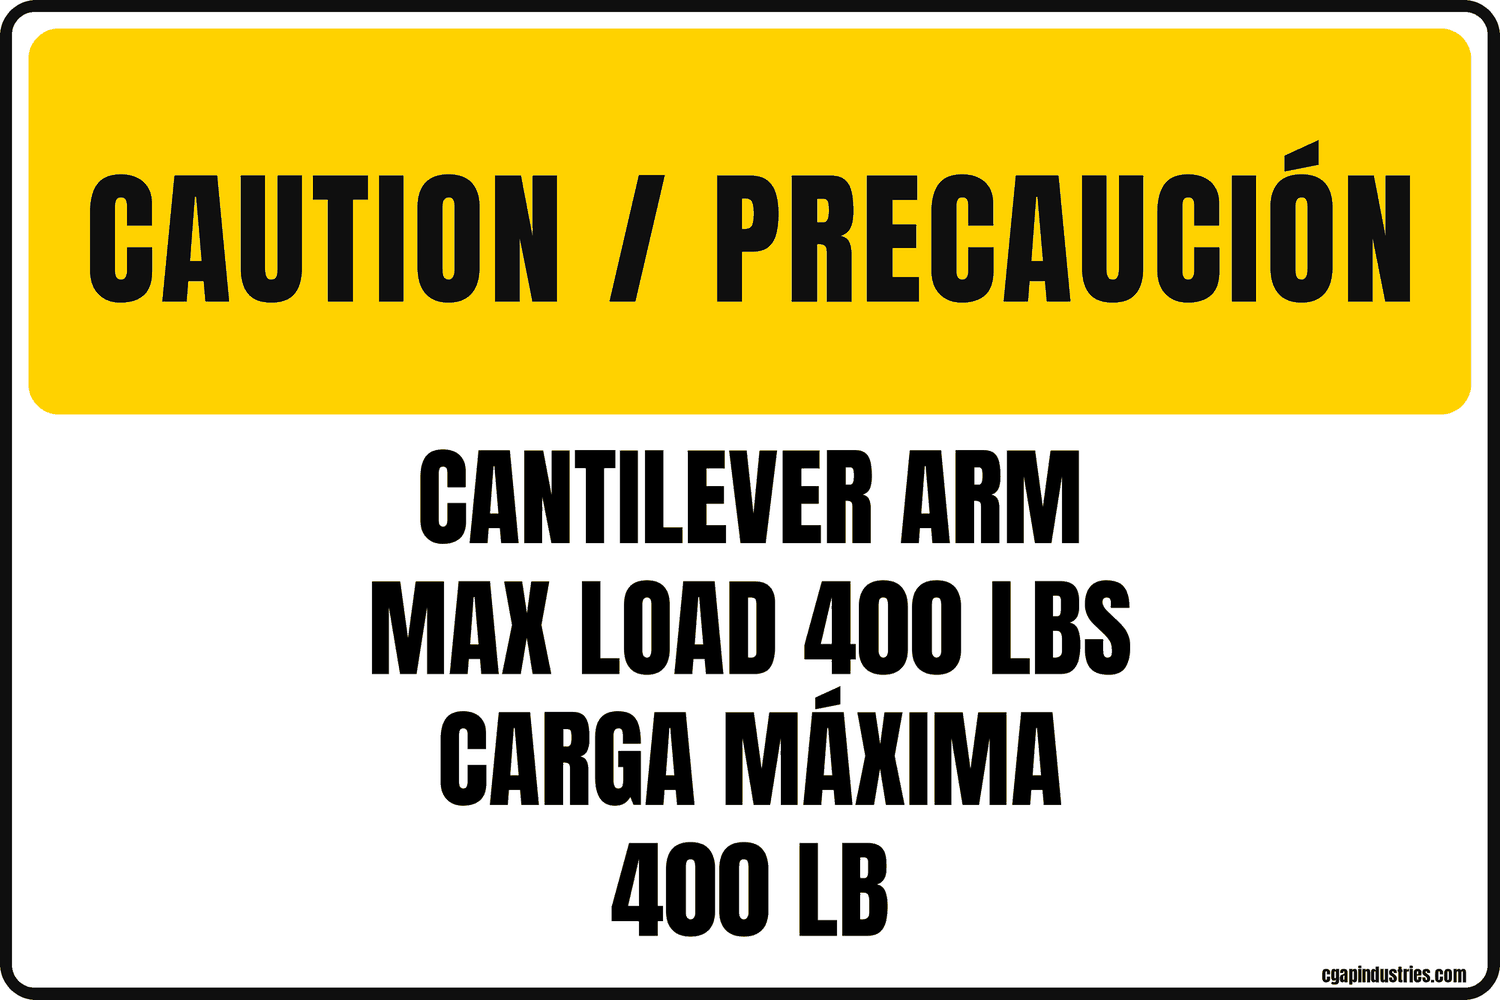 CAUTION / PRECAUCIÓN
CANTILEVER ARM
MAX LOAD 400 LBS
CARGA MÁXIMA
400 LB
cgapindustries.com